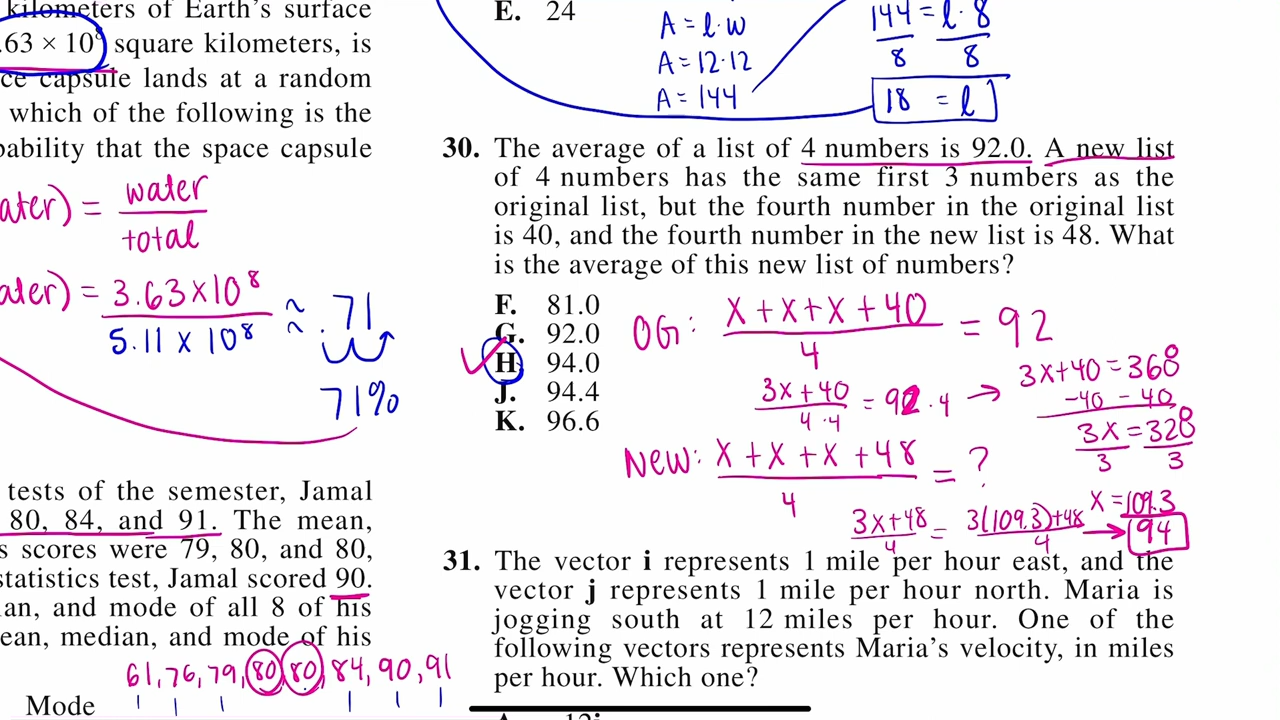 kilometers of Earth's surface
.63 × 10⁸ square kilometers, is
ce capsule lands at a random
which of the following is the
bability that the space capsule
ater) = water / total
ater) = 3.63 x 10⁸ / 5.11 x 10⁸ ≈ .71
71%
tests of the semester, Jamal
80, 84, and 91. The mean,
s scores were 79, 80, and 80,
statistics test, Jamal scored 90.
ian, and mode of all 8 of his
ean, median, and mode of his
61, 76, 79, 80, 80, 84, 90, 91
Mode
E. 24
A = l·w
A = 12·12
A = 144
144 = l·8
8 8
18 = l
30. The average of a list of 4 numbers is 92.0. A new list
of 4 numbers has the same first 3 numbers as the
original list, but the fourth number in the original list
is 40, and the fourth number in the new list is 48. What
is the average of this new list of numbers?
F. 81.0
G. 92.0
H. 94.0
J. 94.4
K. 96.6
OG: x + x + x + 40 / 4 = 92
3x + 40 / 4 · 4 = 92 · 4 → 3x + 40 = 368
-40 - 40
3x = 328
3 3
x = 109.3
New: x + x + x + 48 / 4 = ?
3x + 48 / 4 = 3(109.3) + 48 / 4 → 94
31. The vector i represents 1 mile per hour east, and the
vector j represents 1 mile per hour north. Maria is
jogging south at 12 miles per hour. One of the
following vectors represents Maria's velocity, in miles
per hour. Which one?